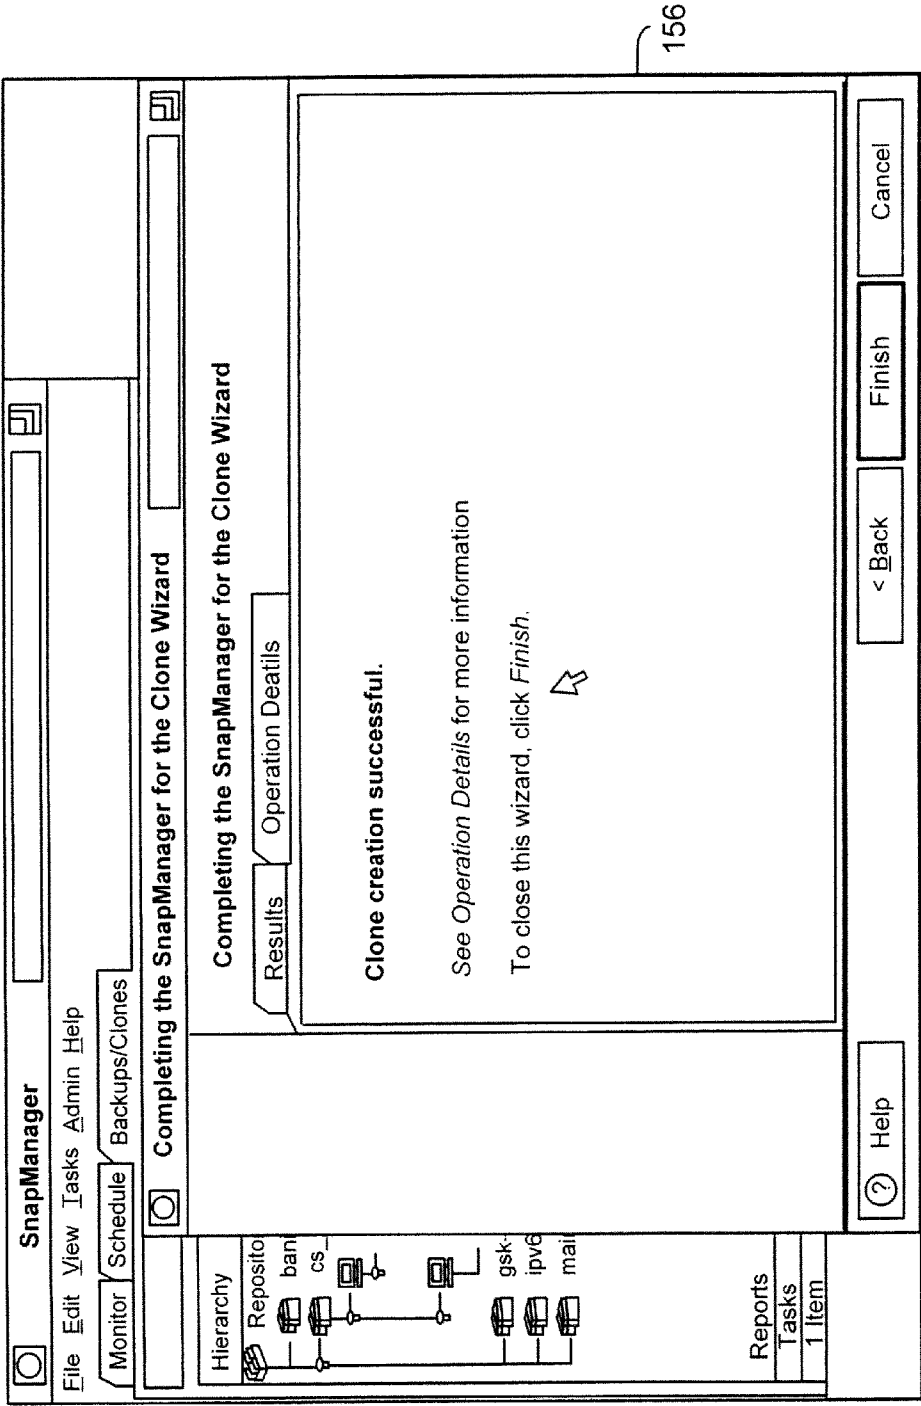 SnapManager
File Edit View Tasks Admin Help
Monitor Schedule Backups/Clones
Completing the SnapManager for the Clone Wizard
Hierarchy
Reposito
ban
cs_
gsk-
ipv6
mai
Reports
Tasks
1 Item
Completing the SnapManager for the Clone Wizard
Results Operation Deatils
Clone creation successful.
See Operation Details for more information
To close this wizard, click Finish.
? Help
< Back Finish Cancel
156